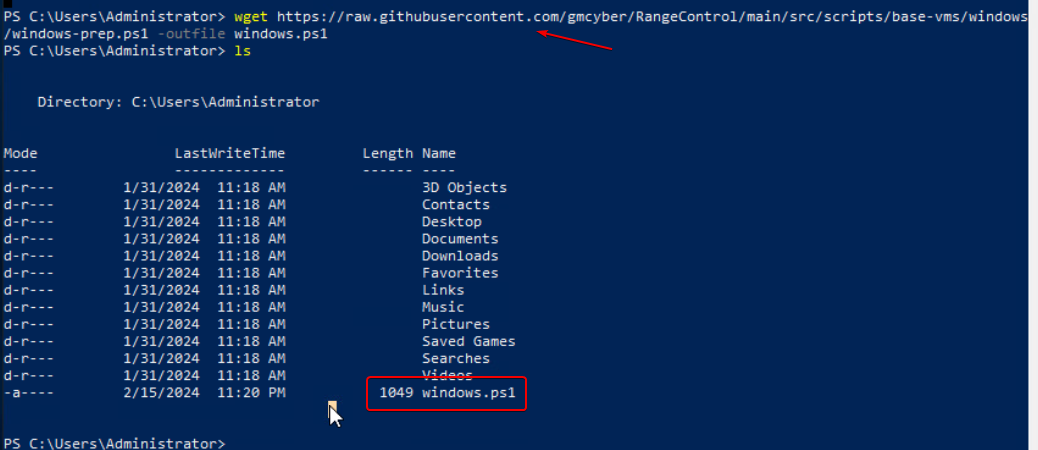 PS C:\Users\Administrator> wget https://raw.githubusercontent.com/gmcyber/RangeControl/main/src/scripts/base-vms/windows
/windows-prep.ps1 -outfile windows.ps1
PS C:\Users\Administrator> ls
Directory: C:\Users\Administrator
Mode LastWriteTime Length Name
---- ------------- ------ ----
d-r--- 1/31/2024 11:18 AM 3D Objects
d-r--- 1/31/2024 11:18 AM Contacts
d-r--- 1/31/2024 11:18 AM Desktop
d-r--- 1/31/2024 11:18 AM Documents
d-r--- 1/31/2024 11:18 AM Downloads
d-r--- 1/31/2024 11:18 AM Favorites
d-r--- 1/31/2024 11:18 AM Links
d-r--- 1/31/2024 11:18 AM Music
d-r--- 1/31/2024 11:18 AM Pictures
d-r--- 1/31/2024 11:18 AM Saved Games
d-r--- 1/31/2024 11:18 AM Searches
d-r--- 1/31/2024 11:18 AM Videos
-a---- 2/15/2024 11:20 PM 1049 windows.ps1
PS C:\Users\Administrator>